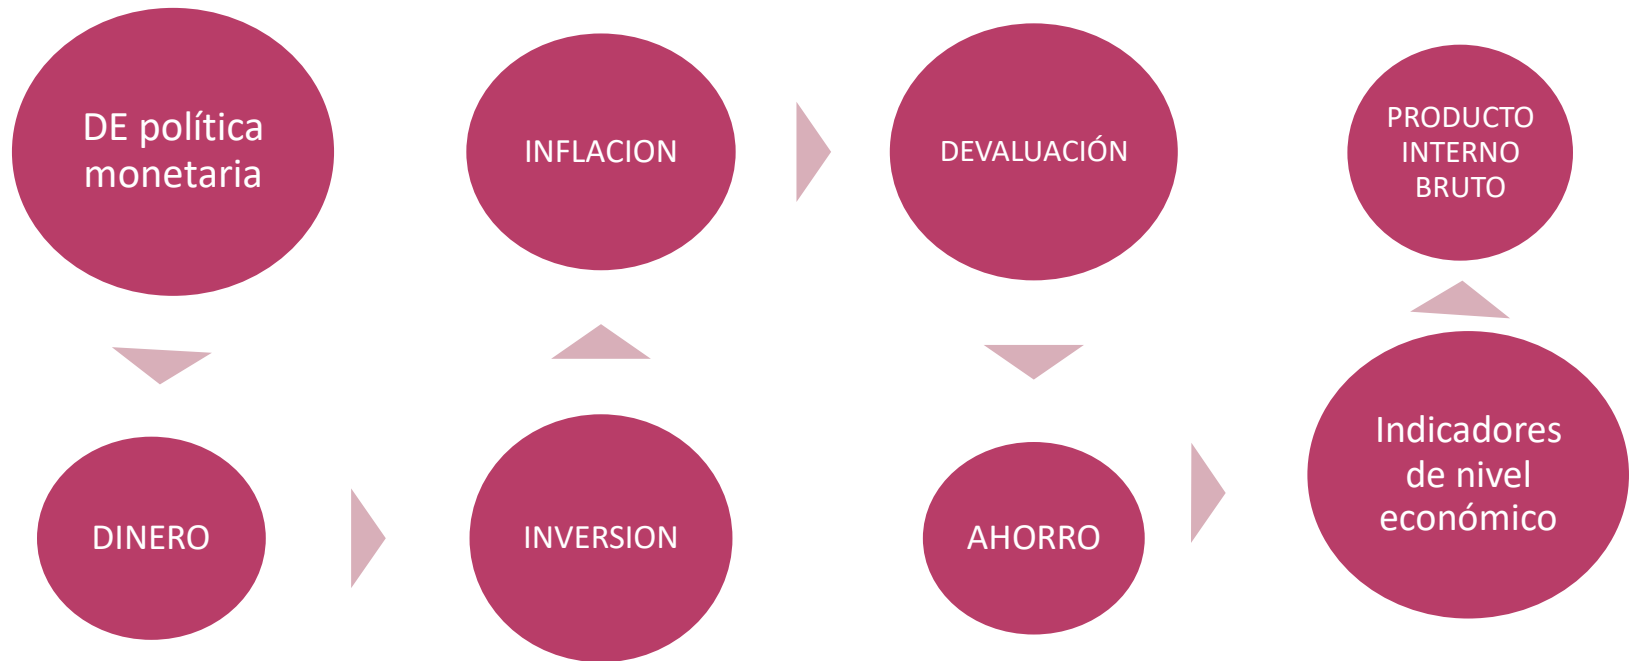 DE política
monetaria
DINERO
INVERSION
INFLACION
DEVALUACIÓN
AHORRO
Indicadores
de nivel
económico
PRODUCTO
INTERNO
BRUTO